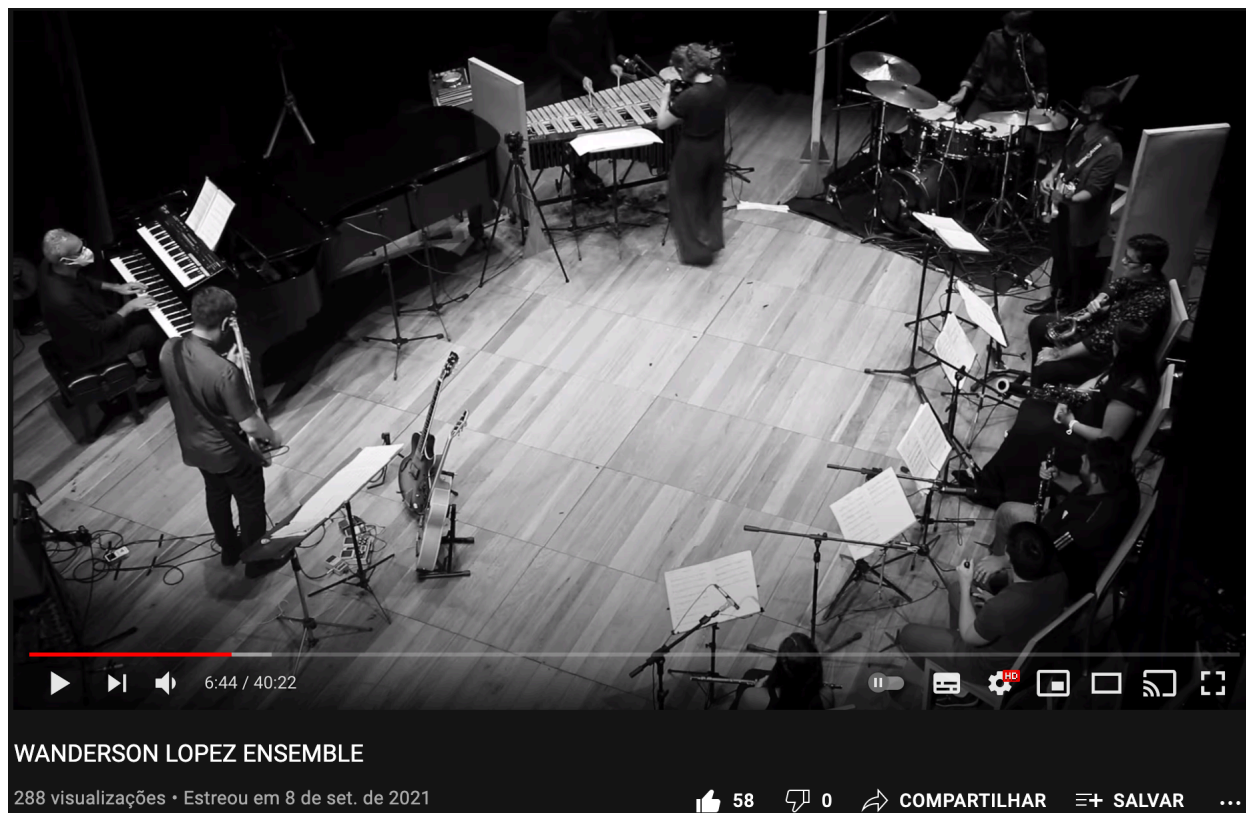 HD
6:44 / 40:22
WANDERSON LOPEZ ENSEMBLE
288 visualizações • Estreou em 8 de set. de 2021
58 0 COMPARTILHAR SALVAR